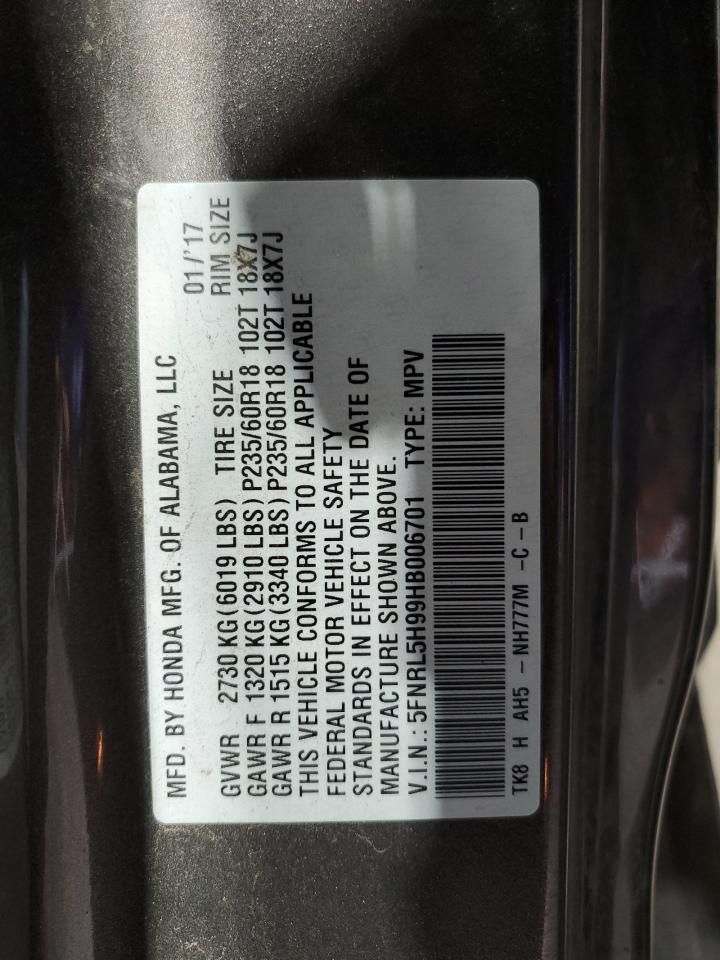 MFD. BY HONDA MFG. OF ALABAMA, LLC
01/'17
GVWR 2730 KG(6019 LBS) TIRE SIZE RIM SIZE
GAWR F 1320 KG(2910 LBS)P235/60R18 102T 18X7J
GAWR R 1515 KG(3340 LBS)P235/60R18 102T 18X7J
THIS VEHICLE CONFORMS TO ALL APPLICABLE
FEDERAL MOTOR VEHICLE SAFETY
STANDARDS IN EFFECT ON THE DATE OF
MANUFACTURE SHOWN ABOVE.
V.I.N.: 5FNRL5H99HB006701 TYPE: MPV
TK8 H AH5 - NH777M -C-B